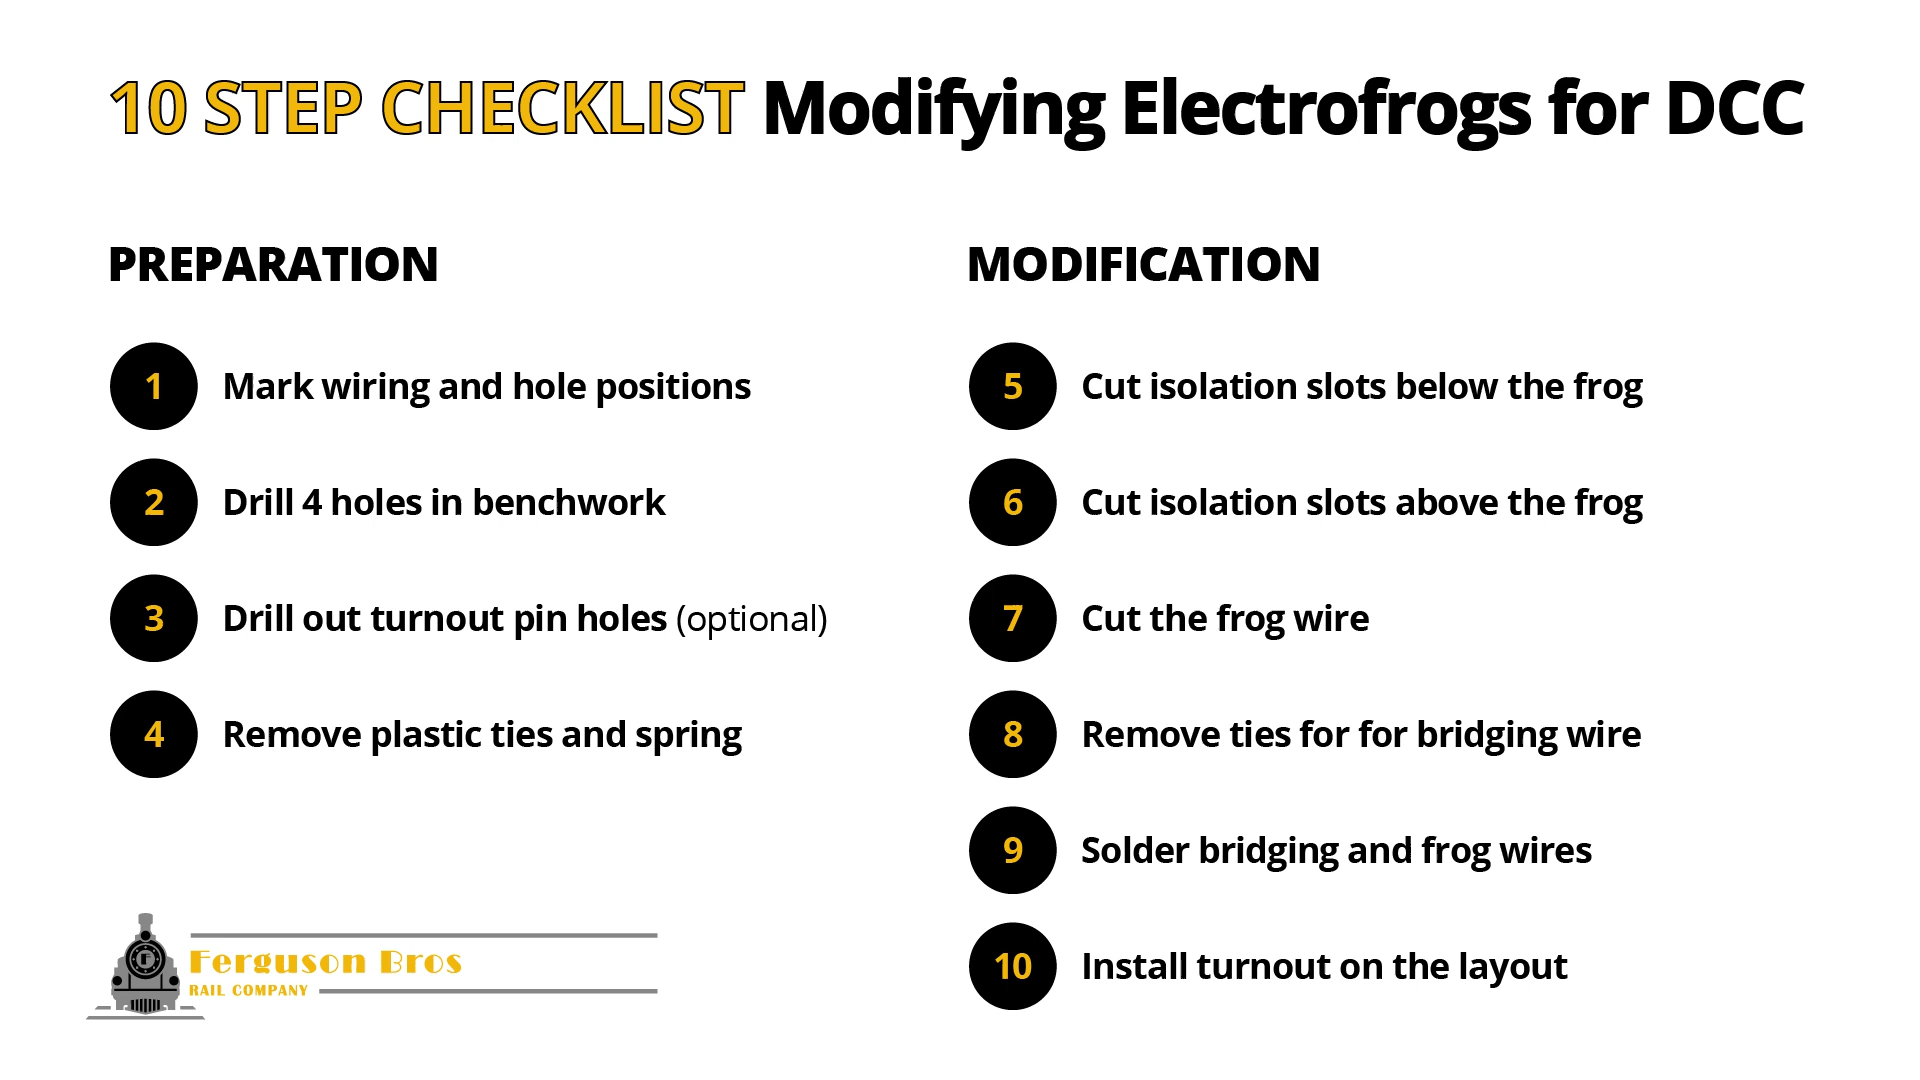 10 STEP CHECKLIST Modifying Electrofrogs for DCC
PREPARATION
1 Mark wiring and hole positions
2 Drill 4 holes in benchwork
3 Drill out turnout pin holes (optional)
4 Remove plastic ties and spring
MODIFICATION
5 Cut isolation slots below the frog
6 Cut isolation slots above the frog
7 Cut the frog wire
8 Remove ties for for bridging wire
9 Solder bridging and frog wires
10 Install turnout on the layout
F
Ferguson Bros
RAIL COMPANY